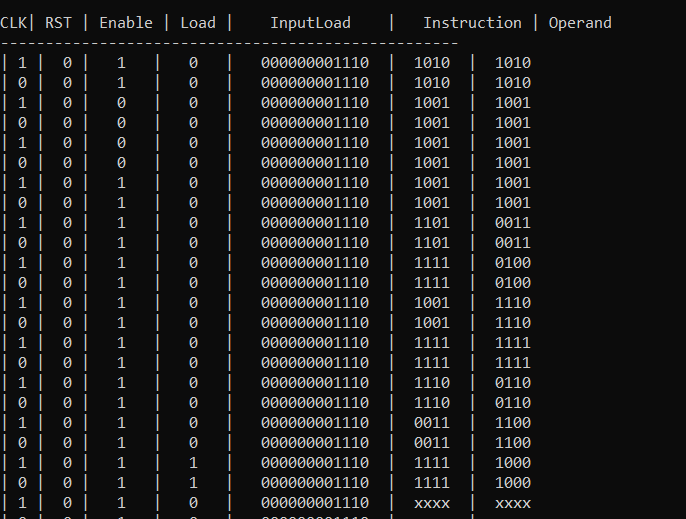 CLK| RST | Enable | Load |    InputLoad    |   Instruction | Operand
---------------------------------------------------
| 1 |  0 |   1   |   0   |   000000001110  |  1010  |  1010
| 0 |  0 |   1   |   0   |   000000001110  |  1010  |  1010
| 1 |  0 |   0   |   0   |   000000001110  |  1001  |  1001
| 0 |  0 |   0   |   0   |   000000001110  |  1001  |  1001
| 1 |  0 |   0   |   0   |   000000001110  |  1001  |  1001
| 0 |  0 |   0   |   0   |   000000001110  |  1001  |  1001
| 1 |  0 |   1   |   0   |   000000001110  |  1001  |  1001
| 0 |  0 |   1   |   0   |   000000001110  |  1001  |  1001
| 1 |  0 |   1   |   0   |   000000001110  |  1101  |  0011
| 0 |  0 |   1   |   0   |   000000001110  |  1101  |  0011
| 1 |  0 |   1   |   0   |   000000001110  |  1111  |  0100
| 0 |  0 |   1   |   0   |   000000001110  |  1111  |  0100
| 1 |  0 |   1   |   0   |   000000001110  |  1001  |  1110
| 0 |  0 |   1   |   0   |   000000001110  |  1001  |  1110
| 1 |  0 |   1   |   0   |   000000001110  |  1111  |  1111
| 0 |  0 |   1   |   0   |   000000001110  |  1111  |  1111
| 1 |  0 |   1   |   0   |   000000001110  |  1110  |  0110
| 0 |  0 |   1   |   0   |   000000001110  |  1110  |  0110
| 1 |  0 |   1   |   0   |   000000001110  |  0011  |  1100
| 0 |  0 |   1   |   0   |   000000001110  |  0011  |  1100
| 1 |  0 |   1   |   1   |   000000001110  |  1111  |  1000
| 0 |  0 |   1   |   1   |   000000001110  |  1111  |  1000
| 1 |  0 |   1   |   0   |   000000001110  |  xxxx  |  xxxx